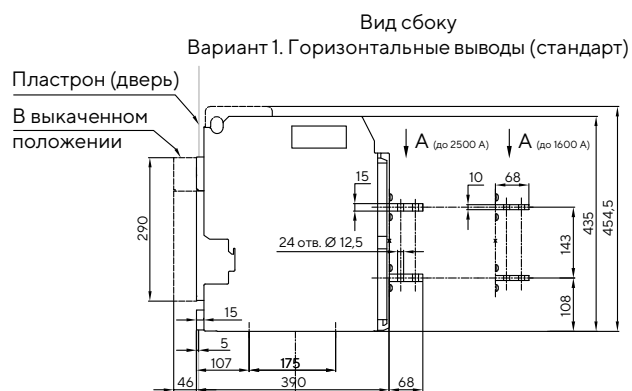 Вид сбоку
Вариант 1. Горизонтальные выводы (стандарт)
Пластрон (дверь)
В выкаченном
положении
А (до 2500 А)
А (до 1600 А)
15
10
68
290
24 отв. Ø 12,5
143
435
454,5
108
15
5
107
175
46
390
68